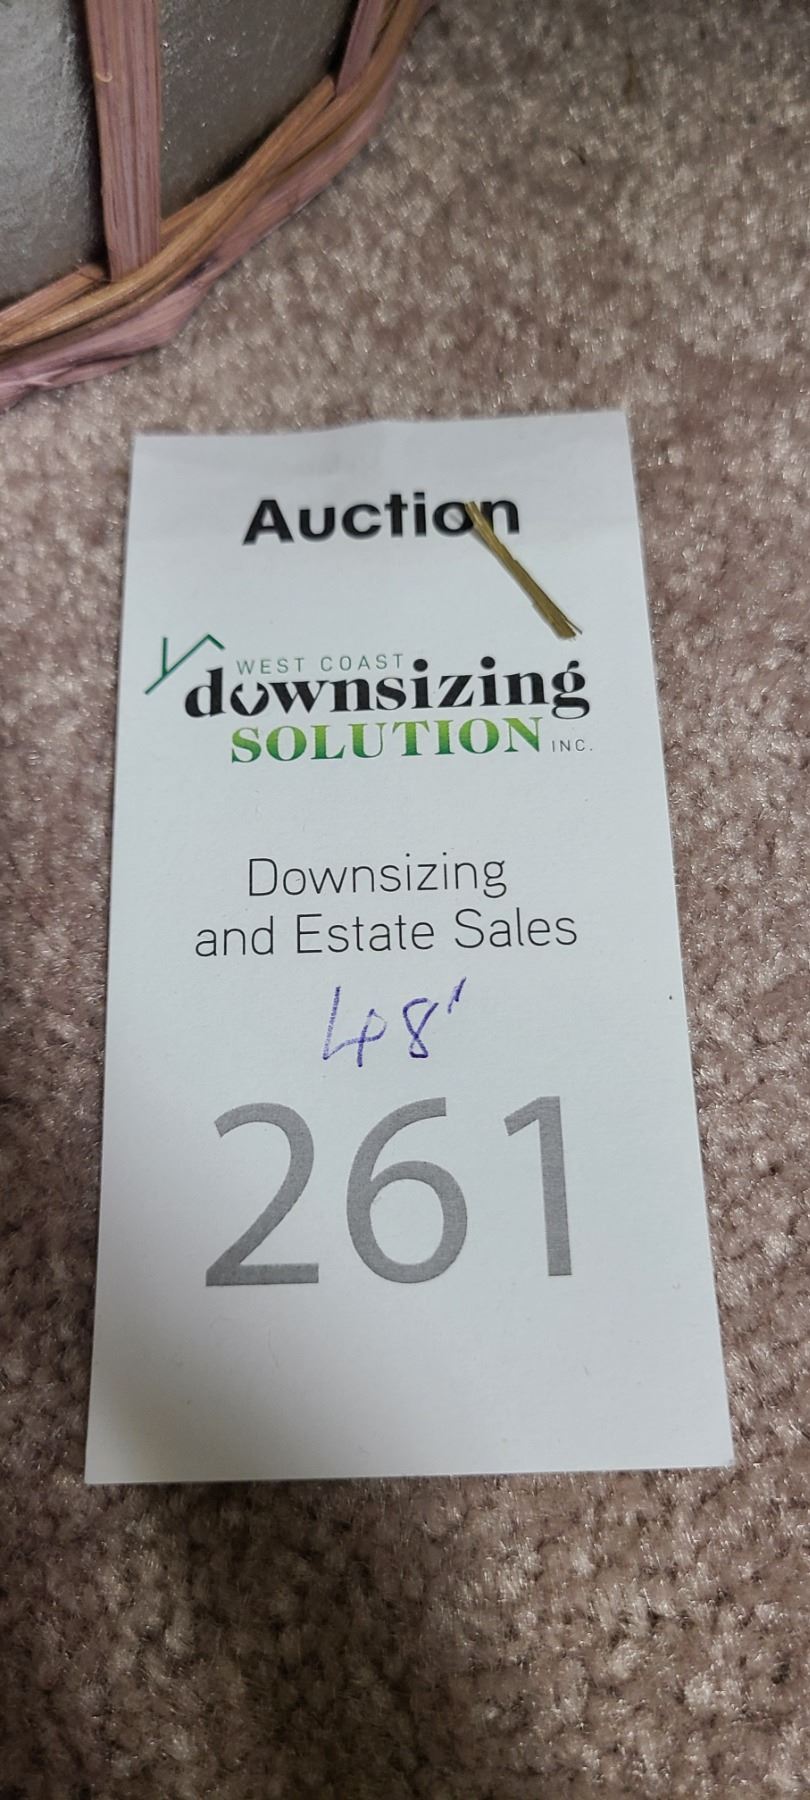 Auction
WEST COAST
downsizing
SOLUTION INC.
Downsizing
and Estate Sales
48'
261